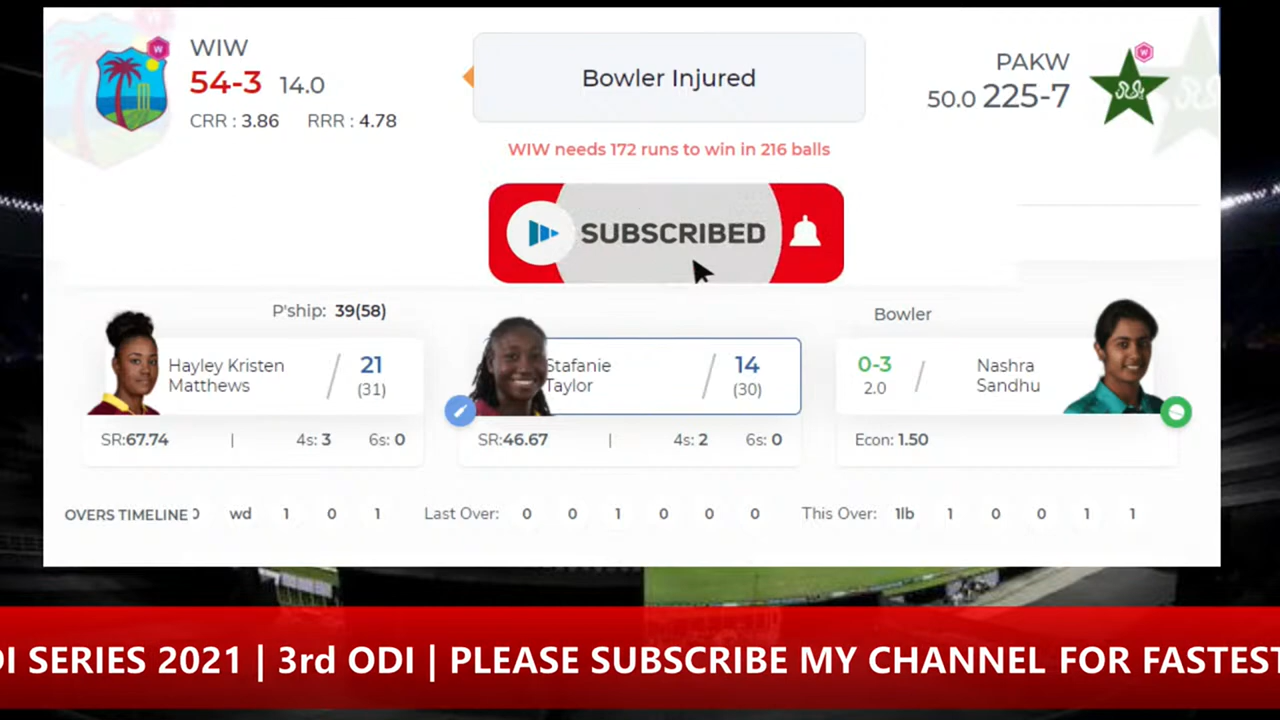 WIW
54-3 14.0
CRR : 3.86 RRR : 4.78
Bowler Injured
PAKW
50.0 225-7
WIW needs 172 runs to win in 216 balls
SUBSCRIBED
P'ship: 39(58)
Bowler
Hayley Kristen
Matthews
21
(31)
Stafanie
Taylor
14
(30)
0-3
2.0
Nashra
Sandhu
SR:67.74 | 4s: 3 6s: 0
SR:46.67 | 4s: 2 6s: 0
Econ: 1.50
OVERS TIMELINE wd 1 0 1 Last Over: 0 0 1 0 0 0 This Over: 1lb 1 0 0 1 1
DI SERIES 2021 | 3rd ODI | PLEASE SUBSCRIBE MY CHANNEL FOR FASTEST